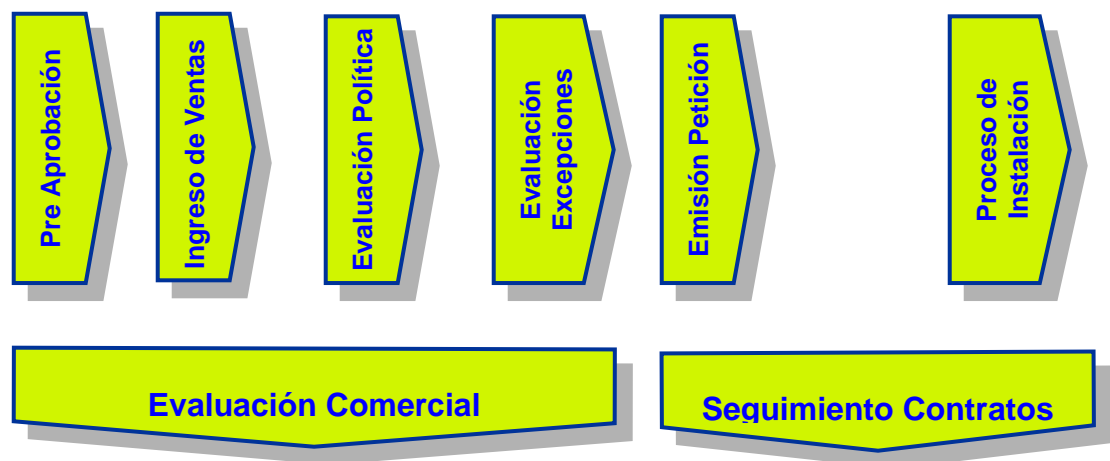 Pre Aprobación
Ingreso de Ventas
Evaluación Política
Evaluación
Excepciones
Emisión Petición
Proceso de
Instalación
Evaluación Comercial
Seguimiento Contratos